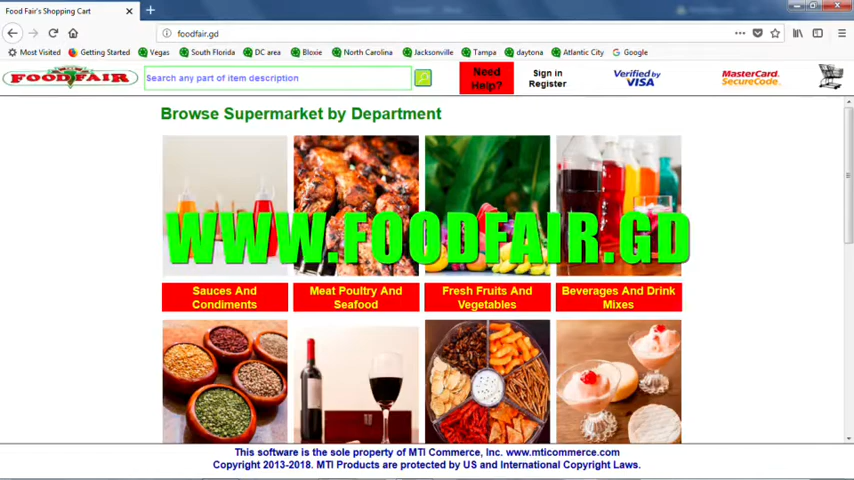 Food Fair's Shopping Cart
foodfair.gd
Most Visited Getting Started Vegas South Florida DC area Bloxie North Carolina Jacksonville Tampa daytona Atlantic City Google
FOOD FAIR
Search any part of item description
Need Help?
Sign in
Register
Verified by VISA
MasterCard. SecureCode.
Browse Supermarket by Department
WWW.FOODFAIR.GD
Sauces And Condiments
Meat Poultry And Seafood
Fresh Fruits And Vegetables
Beverages And Drink Mixes
This software is the sole property of MTI Commerce, Inc. www.mticommerce.com
Copyright 2013-2018. MTI Products are protected by US and International Copyright Laws.